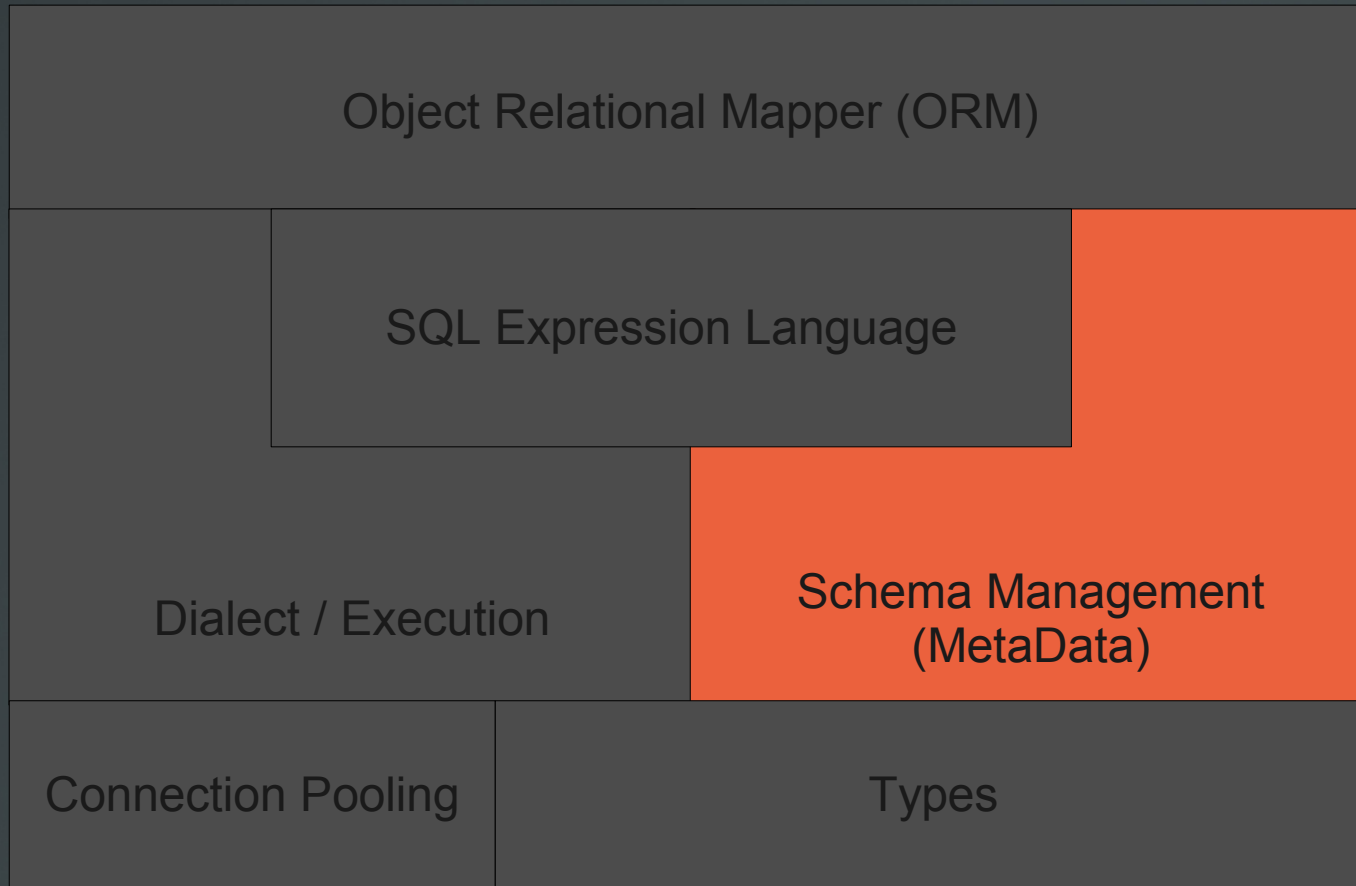 Object Relational Mapper (ORM)
SQL Expression Language
Dialect / Execution
Schema Management
(MetaData)
Connection Pooling
Types